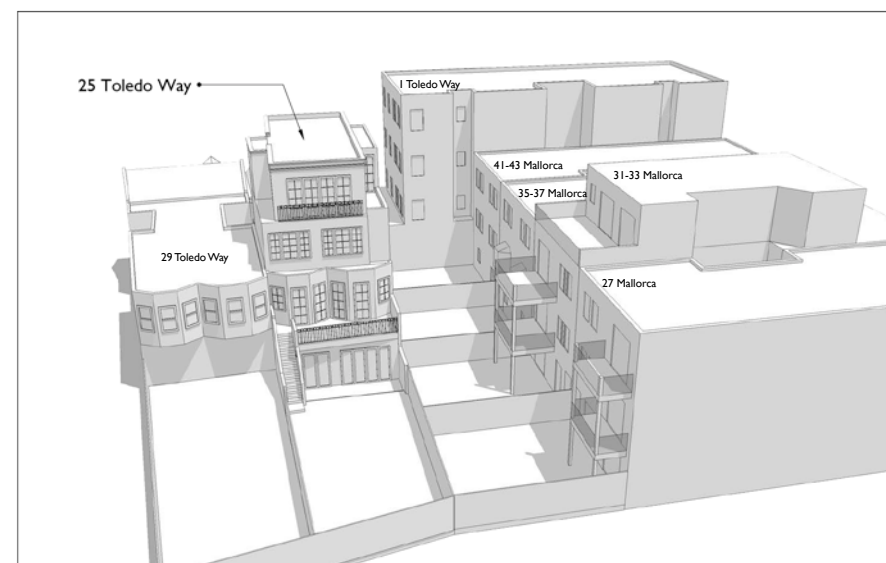 25 Toledo Way
1 Toledo Way
41-43 Mallorca
31-33 Mallorca
35-37 Mallorca
29 Toledo Way
27 Mallorca